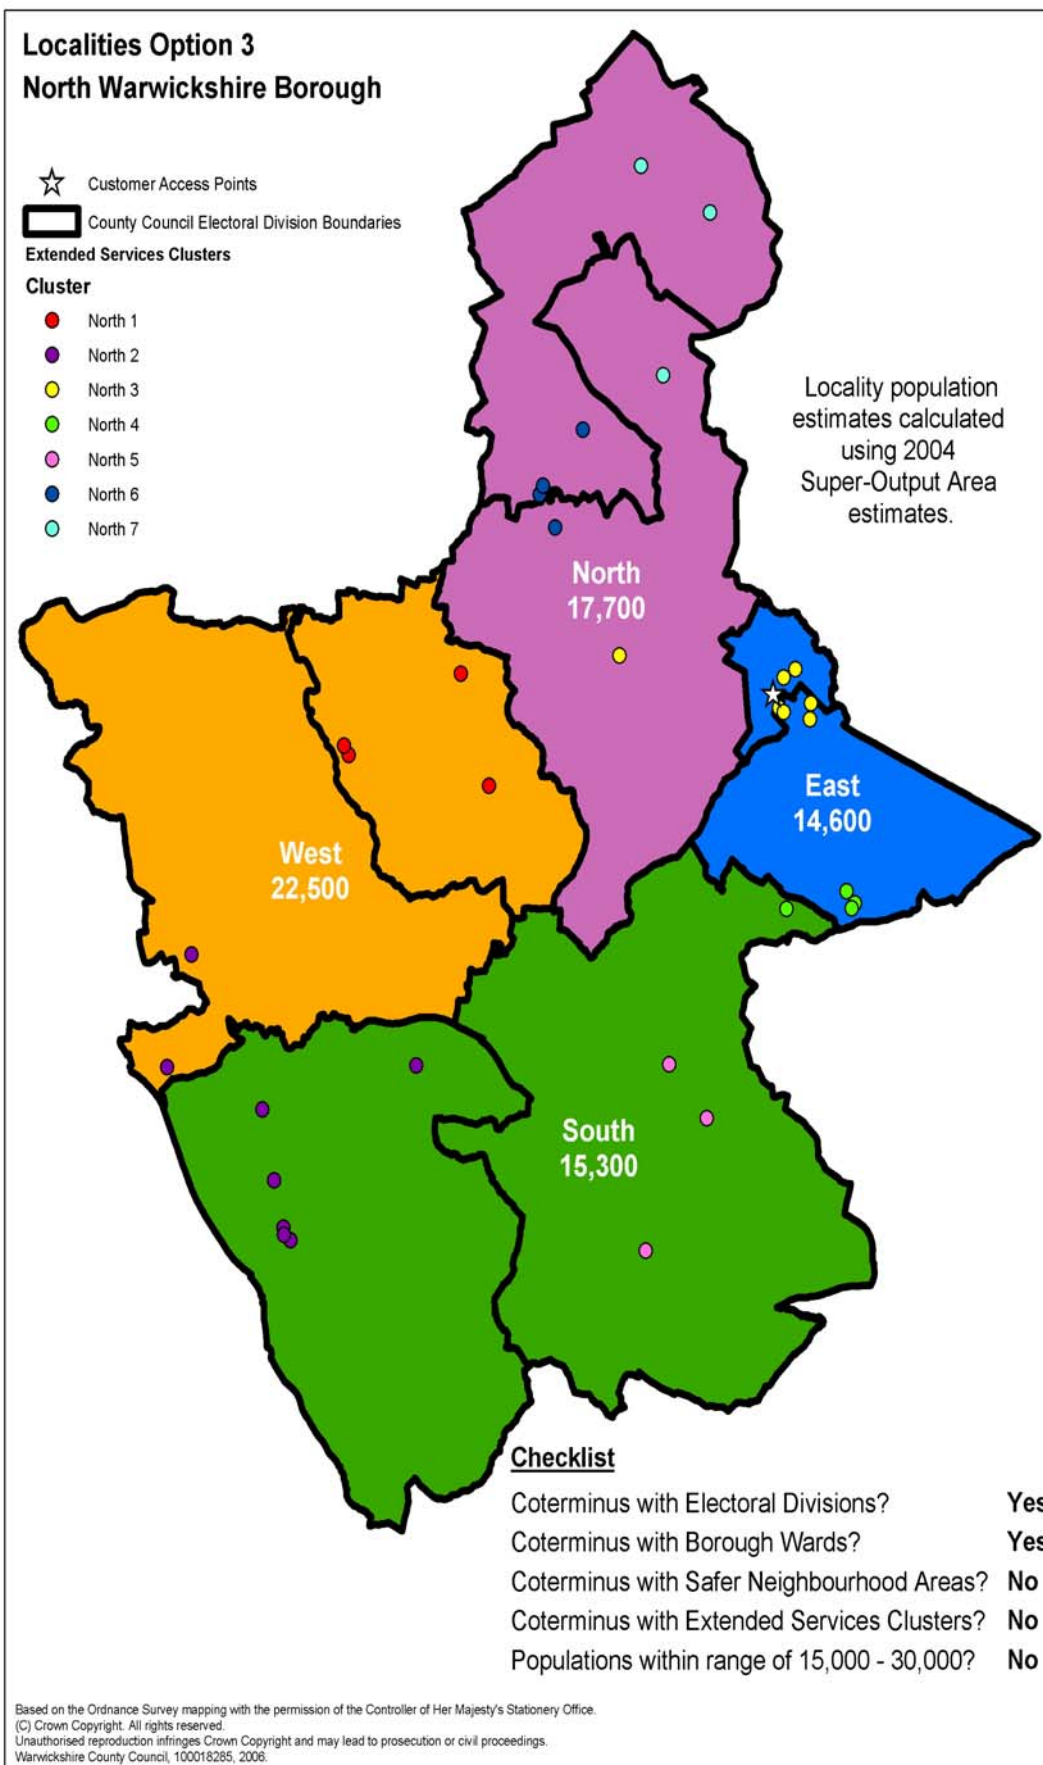 Localities Option 3
North Warwickshire Borough
Customer Access Points
County Council Electoral Division Boundaries
Extended Services Clusters
Cluster
North 1
North 2
North 3
North 4
North 5
North 6
North 7
Locality population
estimates calculated
using 2004
Super-Output Area
estimates.
North
17,700
East
14,600
West
22,500
South
15,300
Checklist
Coterminus with Electoral Divisions? Yes
Coterminus with Borough Wards? Yes
Coterminus with Safer Neighbourhood Areas? No
Coterminus with Extended Services Clusters? No
Populations within range of 15,000 - 30,000? No
Based on the Ordnance Survey mapping with the permission of the Controller of Her Majesty's Stationery Office.
(C) Crown Copyright. All rights reserved.
Unauthorised reproduction infringes Crown Copyright and may lead to prosecution or civil proceedings.
Warwickshire County Council, 100018285, 2006.